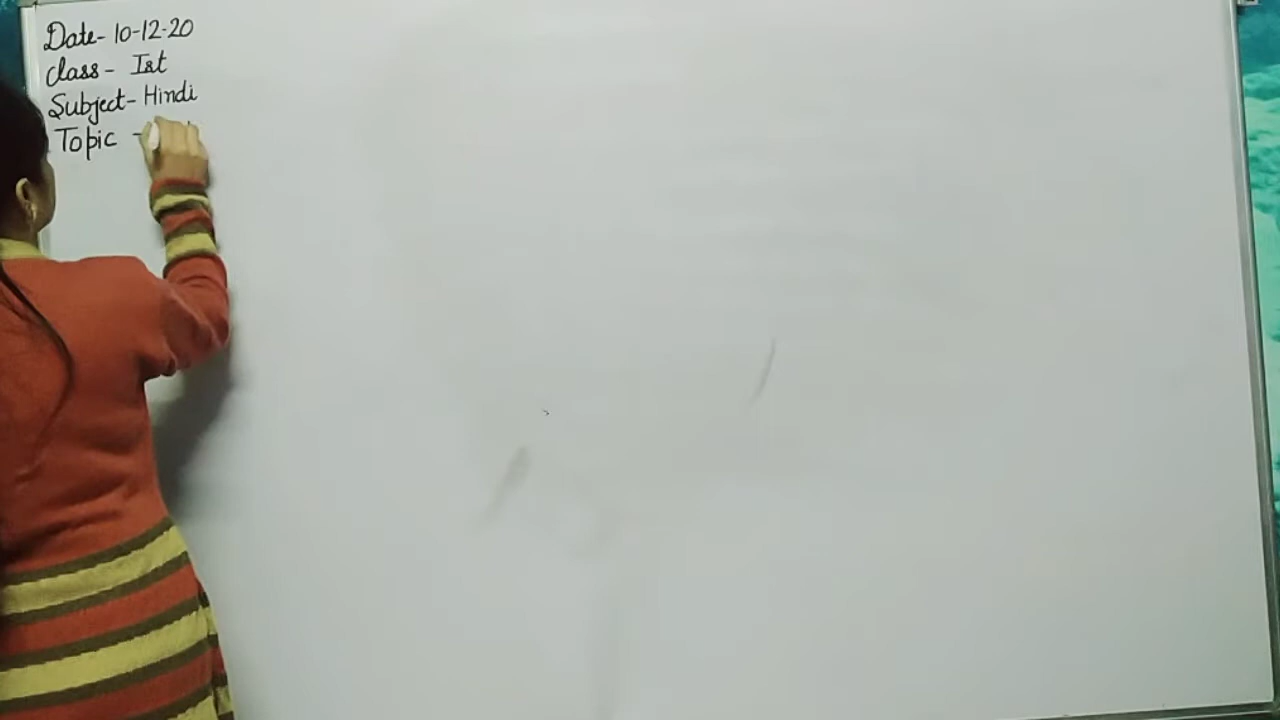 Date- 10-12-20
Class- Ist
Subject- Hindi
Topic -